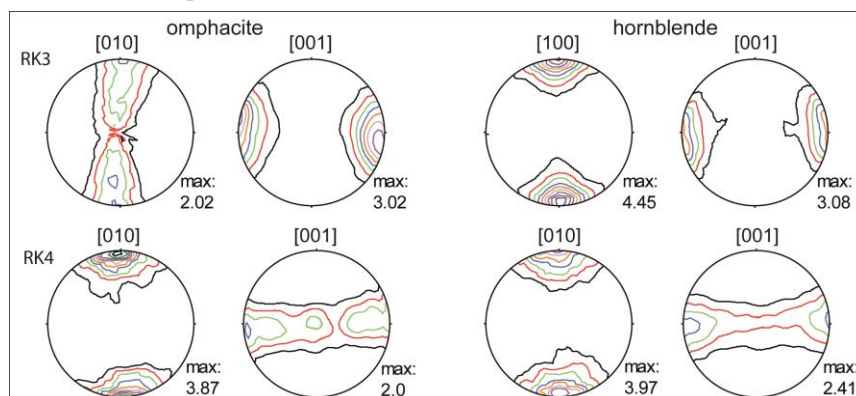 omphacite hornblende
RK3 [010] [001] [100] [001]
max: max: max: max:
2.02 3.02 4.45 3.08
RK4 [010] [001] [010] [001]
max: max: max: max:
3.87 2.0 3.97 2.41